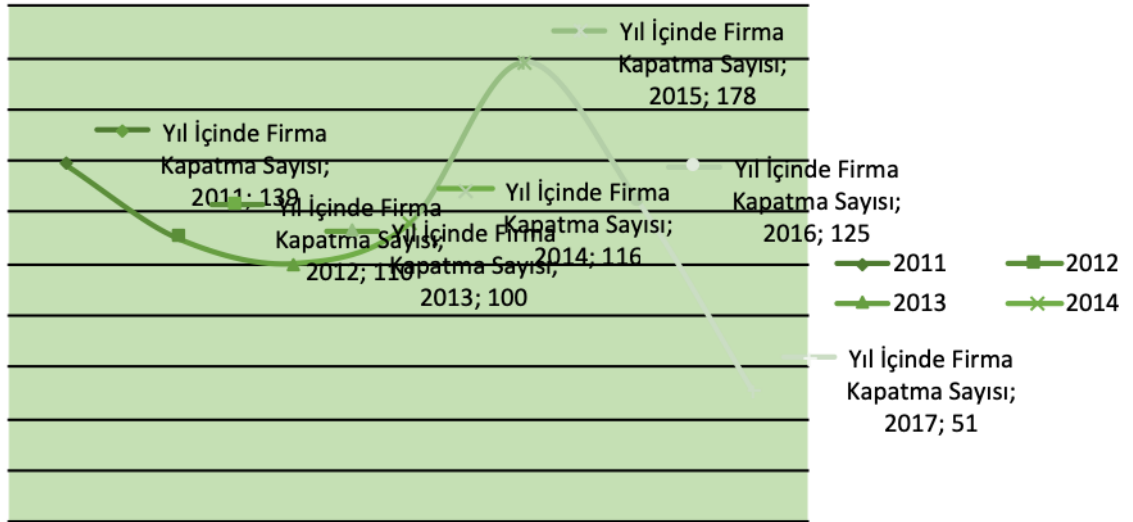 Yıl İçinde Firma
Kapatma Sayısı;
2015; 178
Yıl İçinde Firma
Kapatma Sayısı;
2011; 139
Yıl İçinde Firma
Kapatma Sayısı;
2012; 110
Yıl İçinde Firma
Kapatma Sayısı;
2013; 100
Yıl İçinde Firma
Kapatma Sayısı;
2014; 116
Yıl İçinde Firma
Kapatma Sayısı;
2016; 125
2011 2012
2013 2014
Yıl İçinde Firma
Kapatma Sayısı;
2017; 51